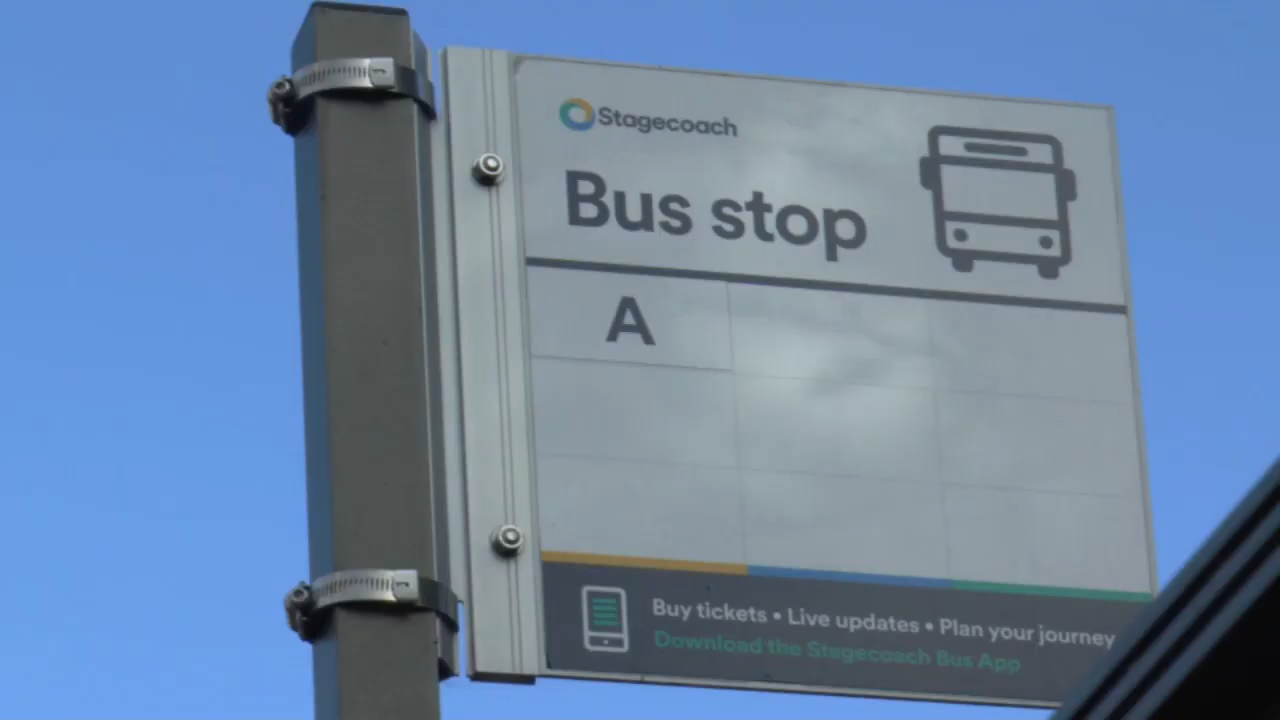 Stagecoach
Bus stop
A
Buy tickets • Live updates • Plan your journey
Download the Stagecoach Bus App